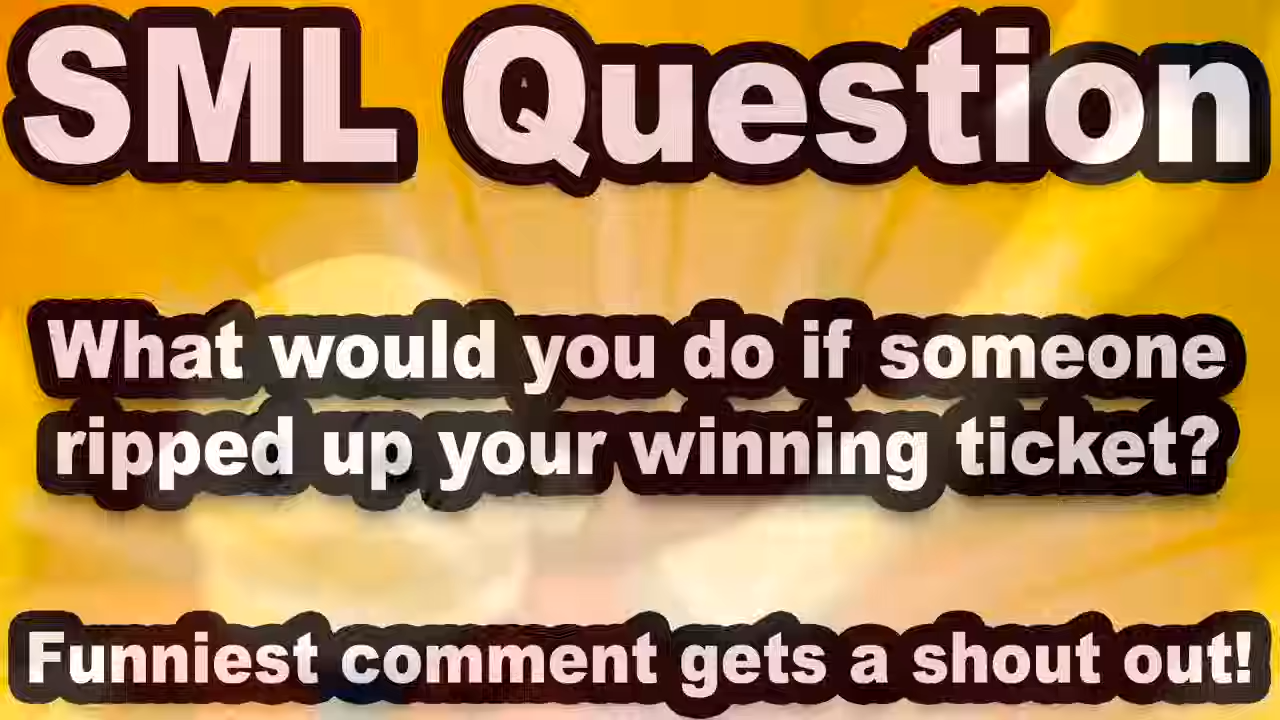 SML Question
What would you do if someone
ripped up your winning ticket?
Funniest comment gets a shout out!